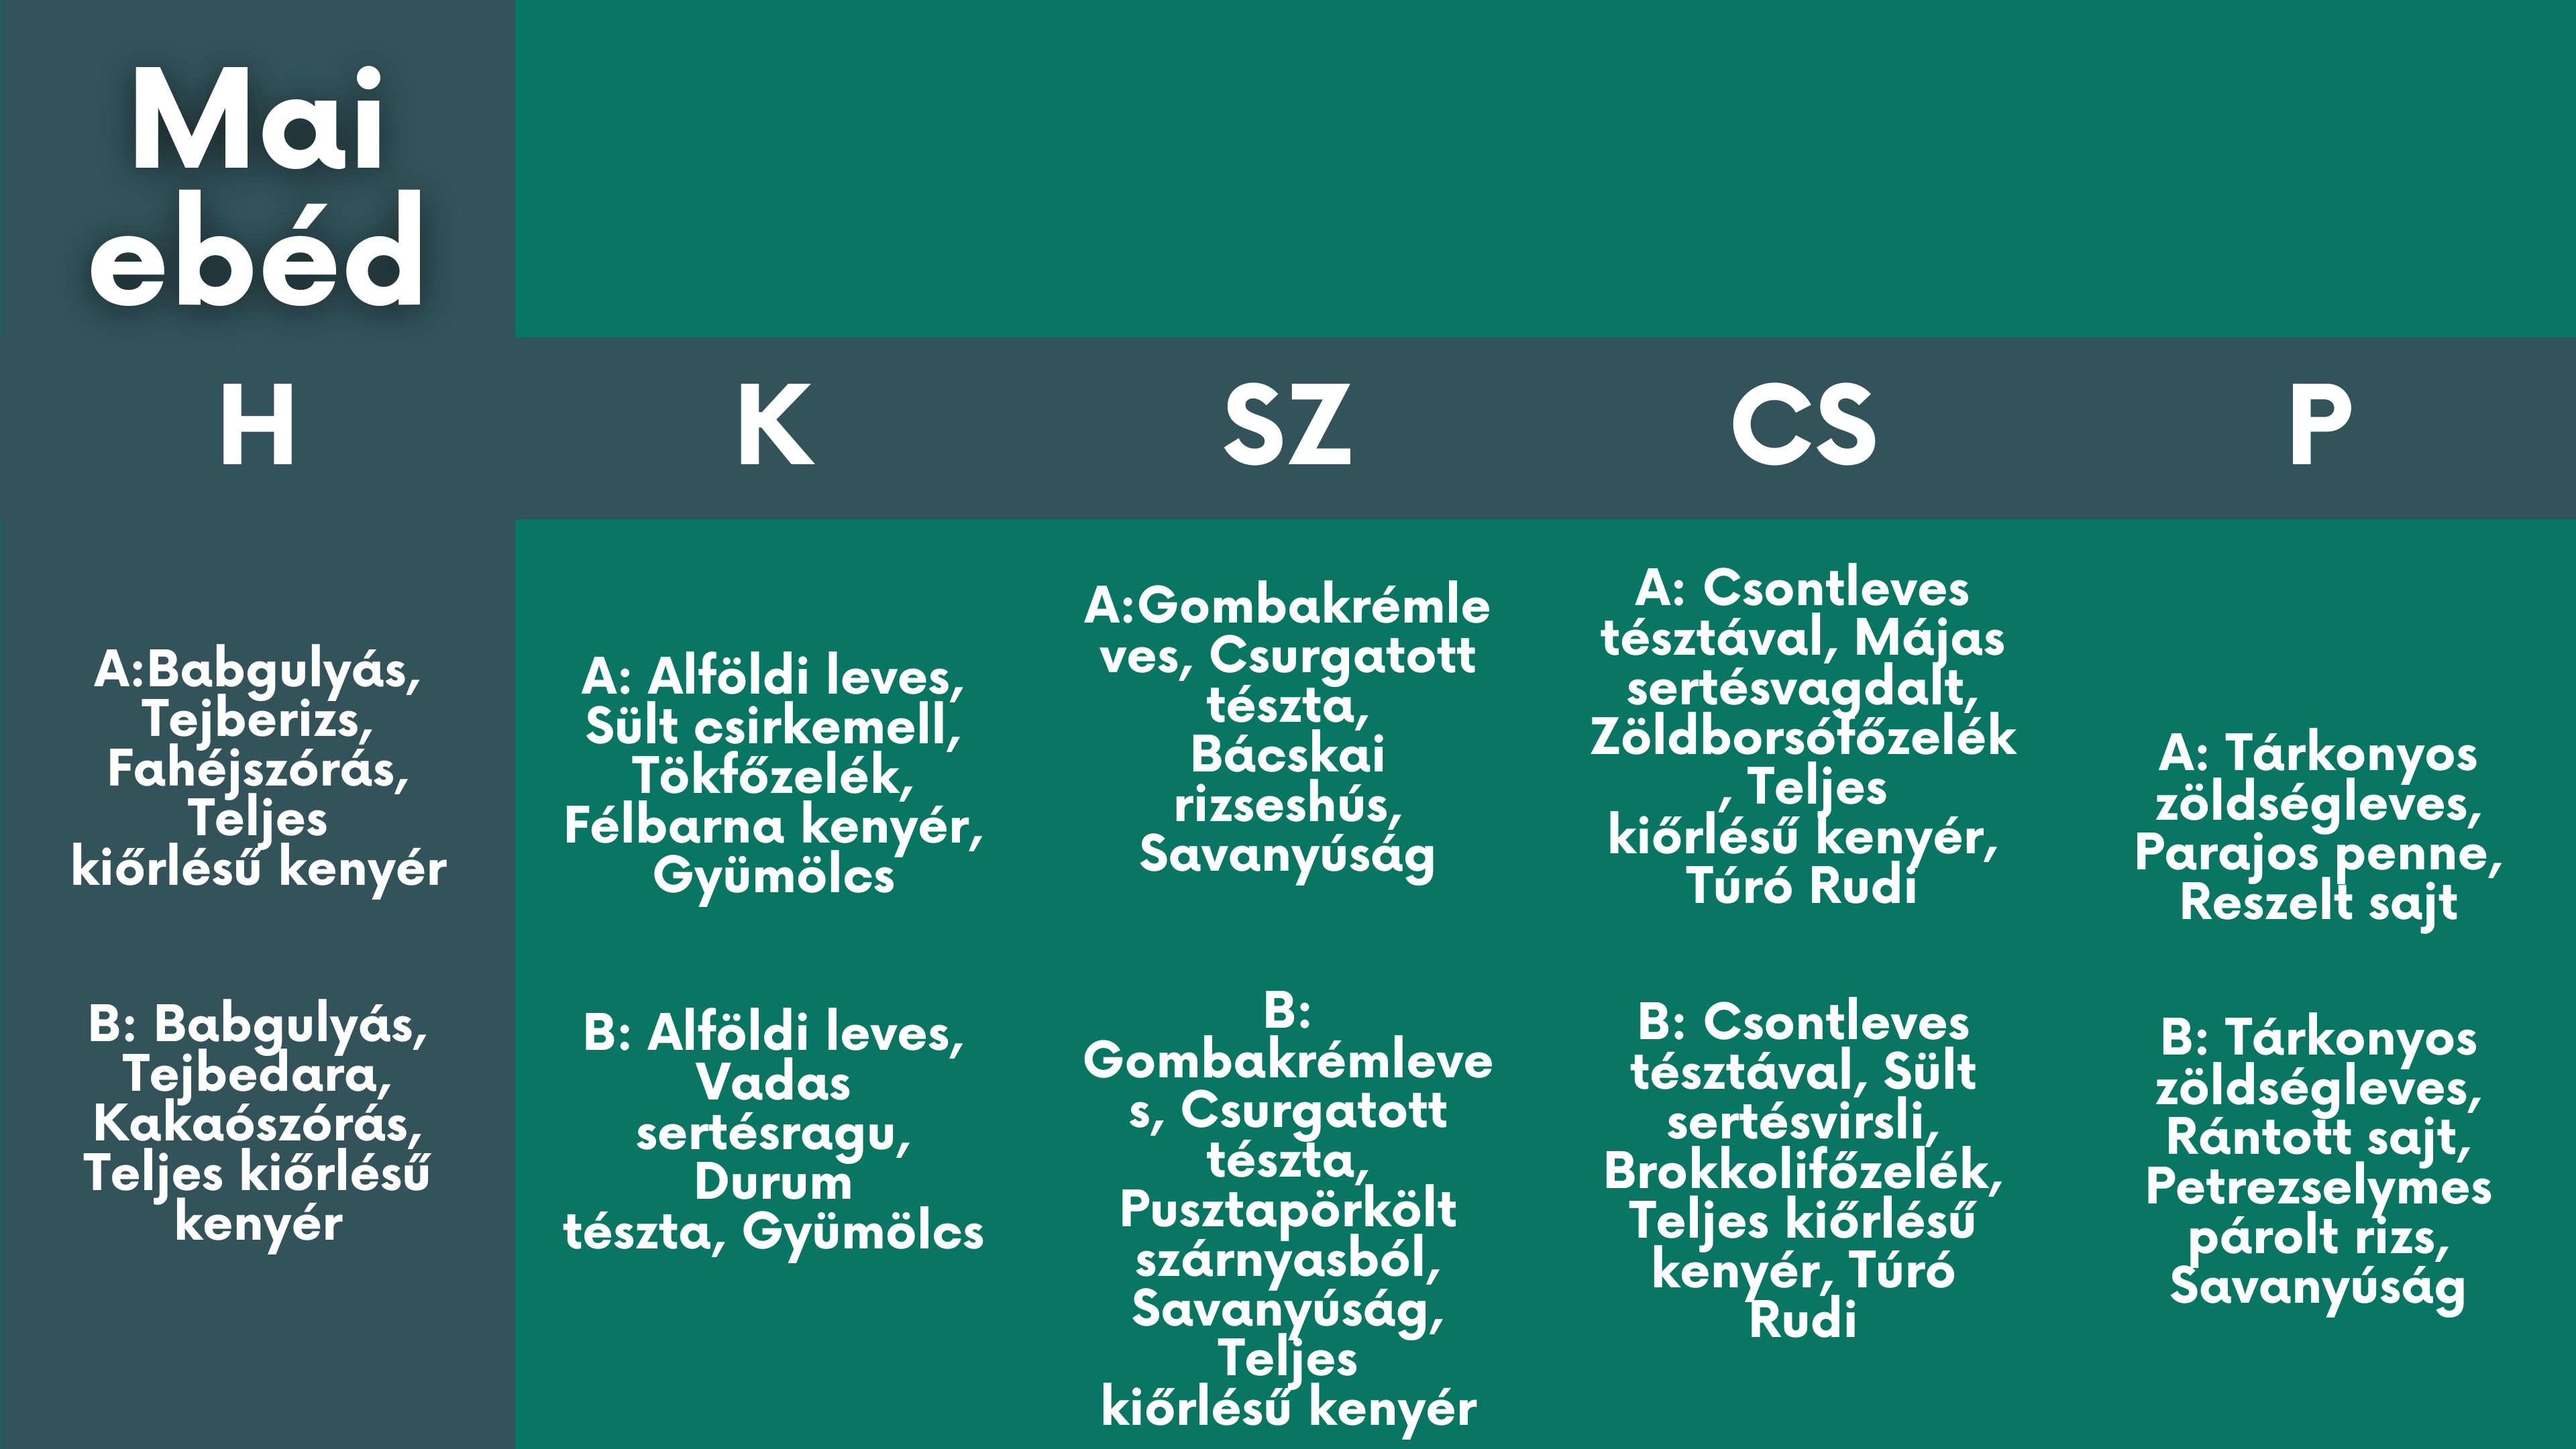 Mai
ebéd
H
K
SZ
CS
P
A:Babgulyás,
Tejberizs,
Fahéjszórás,
Teljes
kiőrlésű kenyér
B: Babgulyás,
Tejbedara,
Kakaószórás,
Teljes kiőrlésű
kenyér
A: Alföldi leves,
Sült csirkemell,
Tökfőzelék,
Félbarna kenyér,
Gyümölcs
B: Alföldi leves,
Vadas
sertésragu,
Durum
tészta, Gyümölcs
A:Gombakrémle
ves, Csurgatott
tészta,
Bácskai
rizseshús,
Savanyúság
B:
Gombakrémleve
s, Csurgatott
tészta,
Pusztapörkölt
szárnyasból,
Savanyúság,
Teljes
kiőrlésű kenyér
A: Csontleves
tésztával, Májas
sertésvagdalt,
Zöldborsófőzelék
, Teljes
kiőrlésű kenyér,
Túró Rudi
B: Csontleves
tésztával, Sült
sertésvirsli,
Brokkolifőzelék,
Teljes kiőrlésű
kenyér, Túró
Rudi
A: Tárkonyos
zöldségleves,
Parajos penne,
Reszelt sajt
B: Tárkonyos
zöldségleves,
Rántott sajt,
Petrezselymes
párolt rizs,
Savanyúság